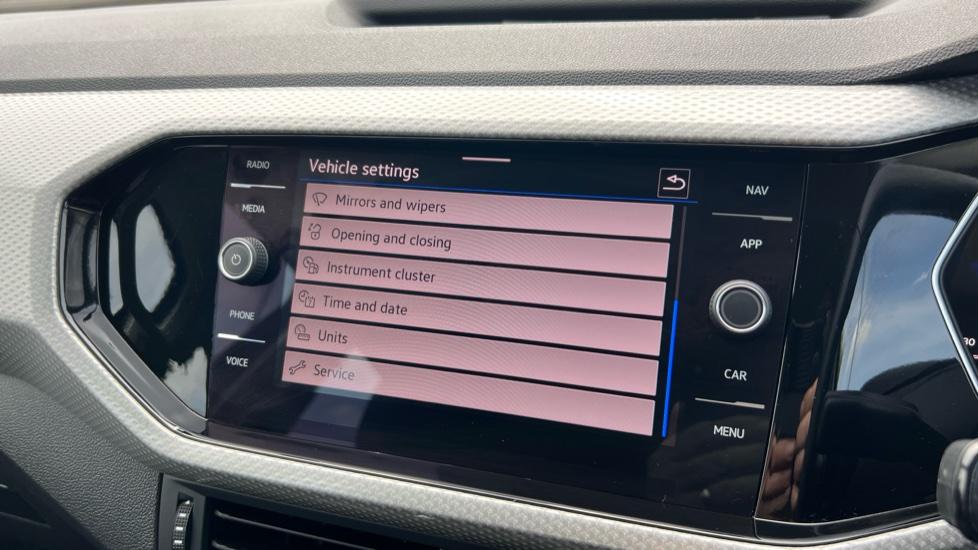 RADIO
MEDIA
PHONE
VOICE
Vehicle settings
Mirrors and wipers
Opening and closing
Instrument cluster
Time and date
Units
Service
NAV
APP
CAR
MENU